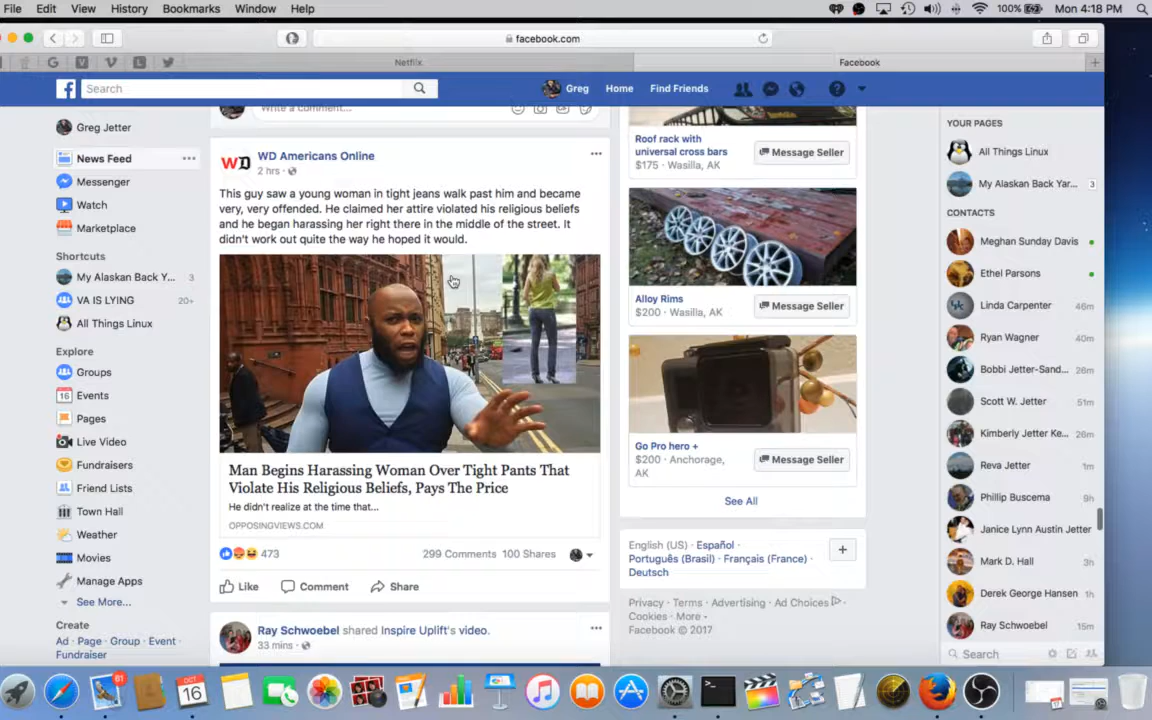 File Edit View History Bookmarks Window Help
100% Mon 4:18 PM
facebook.com
Netflix
Facebook
Search
Greg Home Find Friends
Greg Jetter
News Feed
Messenger
Watch
Marketplace
Shortcuts
My Alaskan Back Y... 3
VA IS LYING 20+
All Things Linux
Explore
Groups
Events
Pages
Live Video
Fundraisers
Friend Lists
Town Hall
Weather
Movies
Manage Apps
See More...
Create
Ad · Page · Group · Event ·
Fundraiser
Write a comment...
WD Americans Online
2 hrs ·
This guy saw a young woman in tight jeans walk past him and became
very, very offended. He claimed her attire violated his religious beliefs
and he began harassing her right there in the middle of the street. It
didn't work out quite the way he hoped it would.
Man Begins Harassing Woman Over Tight Pants That
Violate His Religious Beliefs, Pays The Price
He didn't realize at the time that...
OPPOSINGVIEWS.COM
473
299 Comments 100 Shares
Like Comment Share
Ray Schwoebel shared Inspire Uplift's video.
33 mins ·
Roof rack with
universal cross bars
$175 · Wasilla, AK
Message Seller
Alloy Rims
$200 · Wasilla, AK
Message Seller
Go Pro hero +
$200 · Anchorage,
AK
Message Seller
See All
English (US) · Español ·
Português (Brasil) · Français (France) ·
Deutsch
Privacy · Terms · Advertising · Ad Choices ·
Cookies · More ·
Facebook © 2017
YOUR PAGES
All Things Linux
My Alaskan Back Yar... 3
CONTACTS
Meghan Sunday Davis
Ethel Parsons
Linda Carpenter 46m
Ryan Wagner 40m
Bobbi Jetter-Sand... 26m
Scott W. Jetter 51m
Kimberly Jetter Ke... 26m
Reva Jetter 1m
Phillip Buscema 9h
Janice Lynn Austin Jetter
Mark D. Hall 3h
Derek George Hansen 1h
Ray Schwoebel 15m
Search